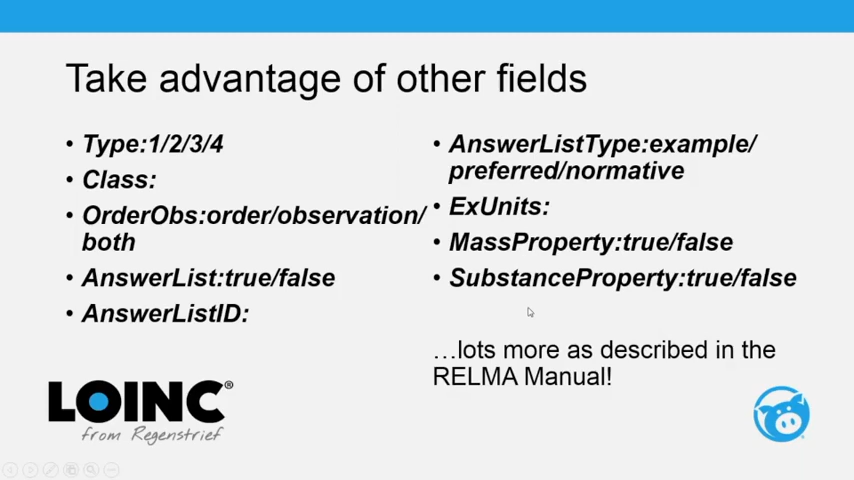 Take advantage of other fields
• Type:1/2/3/4
• Class:
• OrderObs:order/observation/
both
• AnswerList:true/false
• AnswerListID:
• AnswerListType:example/
preferred/normative
• ExUnits:
• MassProperty:true/false
• SubstanceProperty:true/false
…lots more as described in the
RELMA Manual!
LOINC®
from Regenstrief